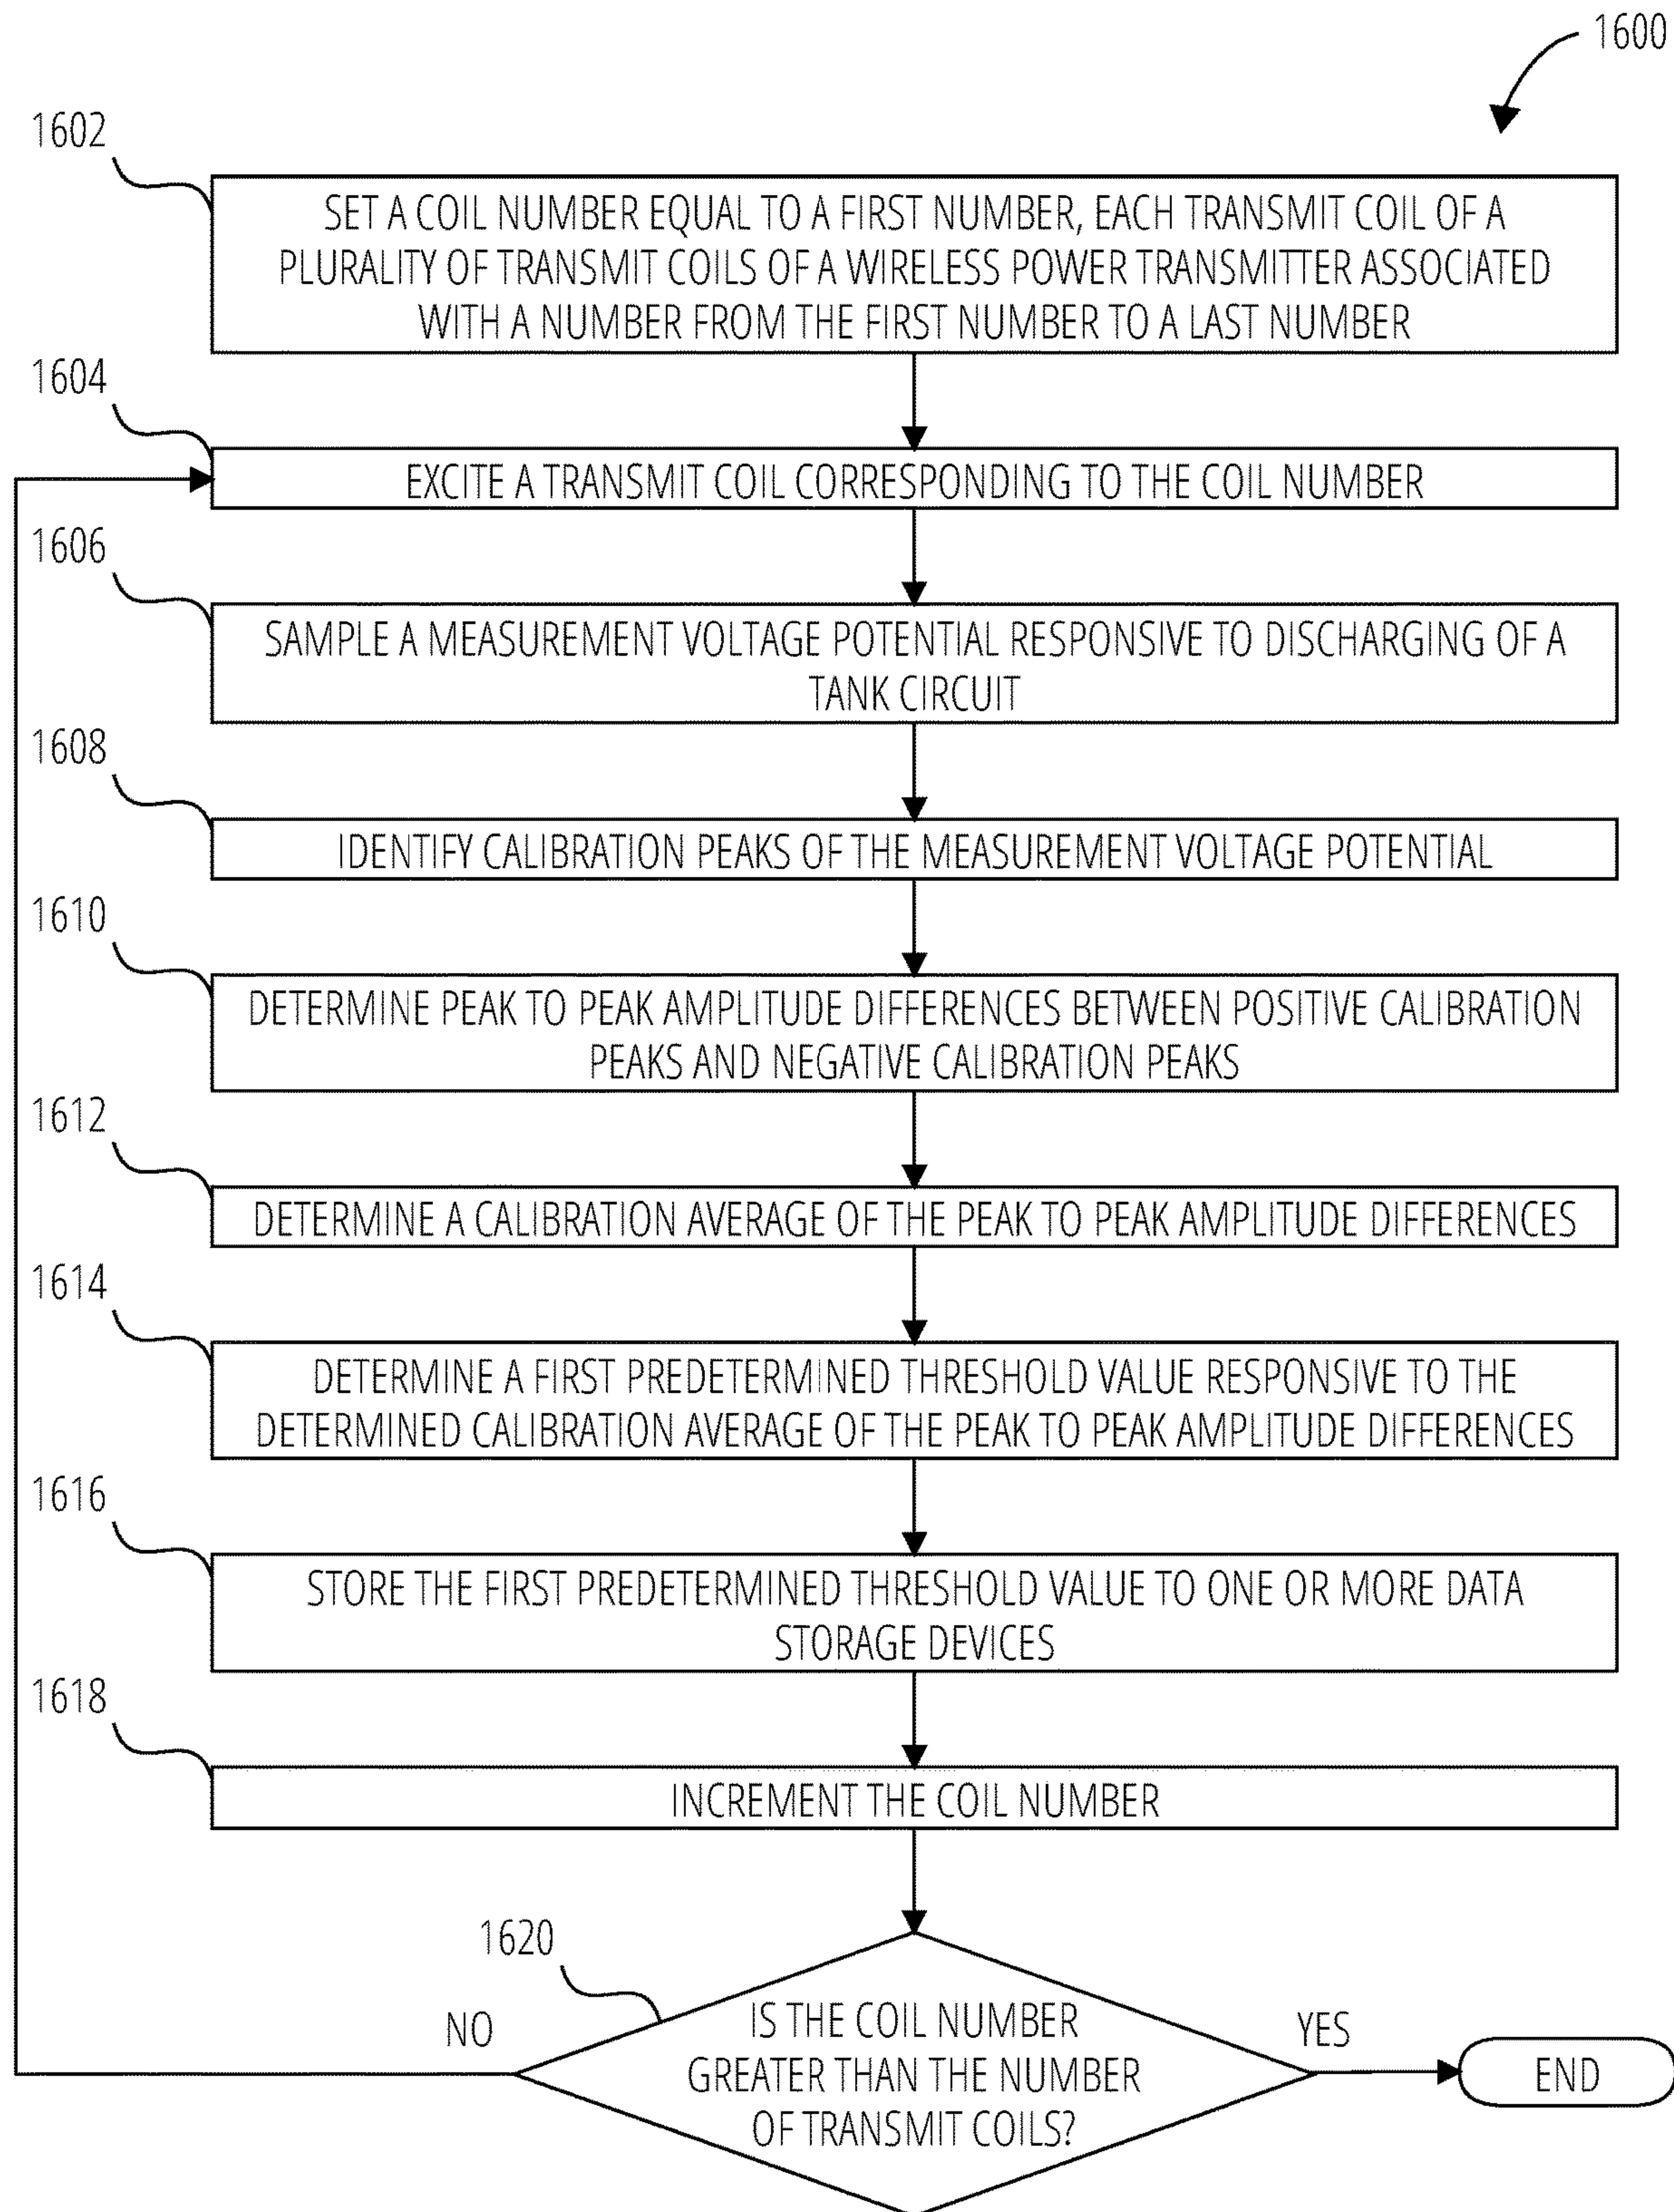 1600
1602
SET A COIL NUMBER EQUAL TO A FIRST NUMBER, EACH TRANSMIT COIL OF A
PLURALITY OF TRANSMIT COILS OF A WIRELESS POWER TRANSMITTER ASSOCIATED
WITH A NUMBER FROM THE FIRST NUMBER TO A LAST NUMBER
1604
EXCITE A TRANSMIT COIL CORRESPONDING TO THE COIL NUMBER
1606
SAMPLE A MEASUREMENT VOLTAGE POTENTIAL RESPONSIVE TO DISCHARGING OF A
TANK CIRCUIT
1608
IDENTIFY CALIBRATION PEAKS OF THE MEASUREMENT VOLTAGE POTENTIAL
1610
DETERMINE PEAK TO PEAK AMPLITUDE DIFFERENCES BETWEEN POSITIVE CALIBRATION
PEAKS AND NEGATIVE CALIBRATION PEAKS
1612
DETERMINE A CALIBRATION AVERAGE OF THE PEAK TO PEAK AMPLITUDE DIFFERENCES
1614
DETERMINE A FIRST PREDETERMINED THRESHOLD VALUE RESPONSIVE TO THE
DETERMINED CALIBRATION AVERAGE OF THE PEAK TO PEAK AMPLITUDE DIFFERENCES
1616
STORE THE FIRST PREDETERMINED THRESHOLD VALUE TO ONE OR MORE DATA
STORAGE DEVICES
1618
INCREMENT THE COIL NUMBER
1620
NO
IS THE COIL NUMBER
GREATER THAN THE NUMBER
OF TRANSMIT COILS?
YES
END